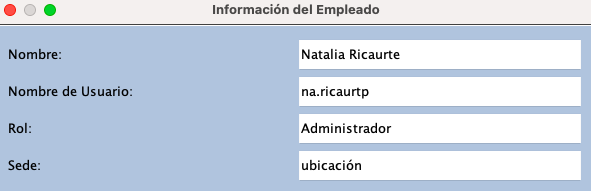 Información del Empleado
Nombre: Natalia Ricaurte
Nombre de Usuario: na.ricaurtp
Rol: Administrador
Sede: ubicación